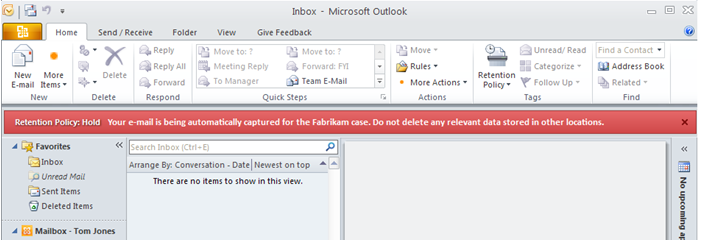 Inbox - Microsoft Outlook
Home Send / Receive Folder View Give Feedback
New E-mail
More Items
New
Delete
Delete
Reply
Reply All
Forward
Respond
Move to: ?
Meeting Reply
To Manager
Move to: ?
Forward: FYI
Team E-Mail
Quick Steps
Move
Rules
More Actions
Actions
Retention Policy
Unread/ Read
Categorize
Follow Up
Tags
Find a Contact
Address Book
Related
Find
Retention Policy: Hold Your e-mail is being automatically captured for the Fabrikam case. Do not delete any relevant data stored in other locations.
Favorites
Inbox
Unread Mail
Sent Items
Deleted Items
Mailbox - Tom Jones
Search Inbox (Ctrl+E)
Arrange By: Conversation - Date Newest on top
There are no items to show in this view.
No upcoming ap